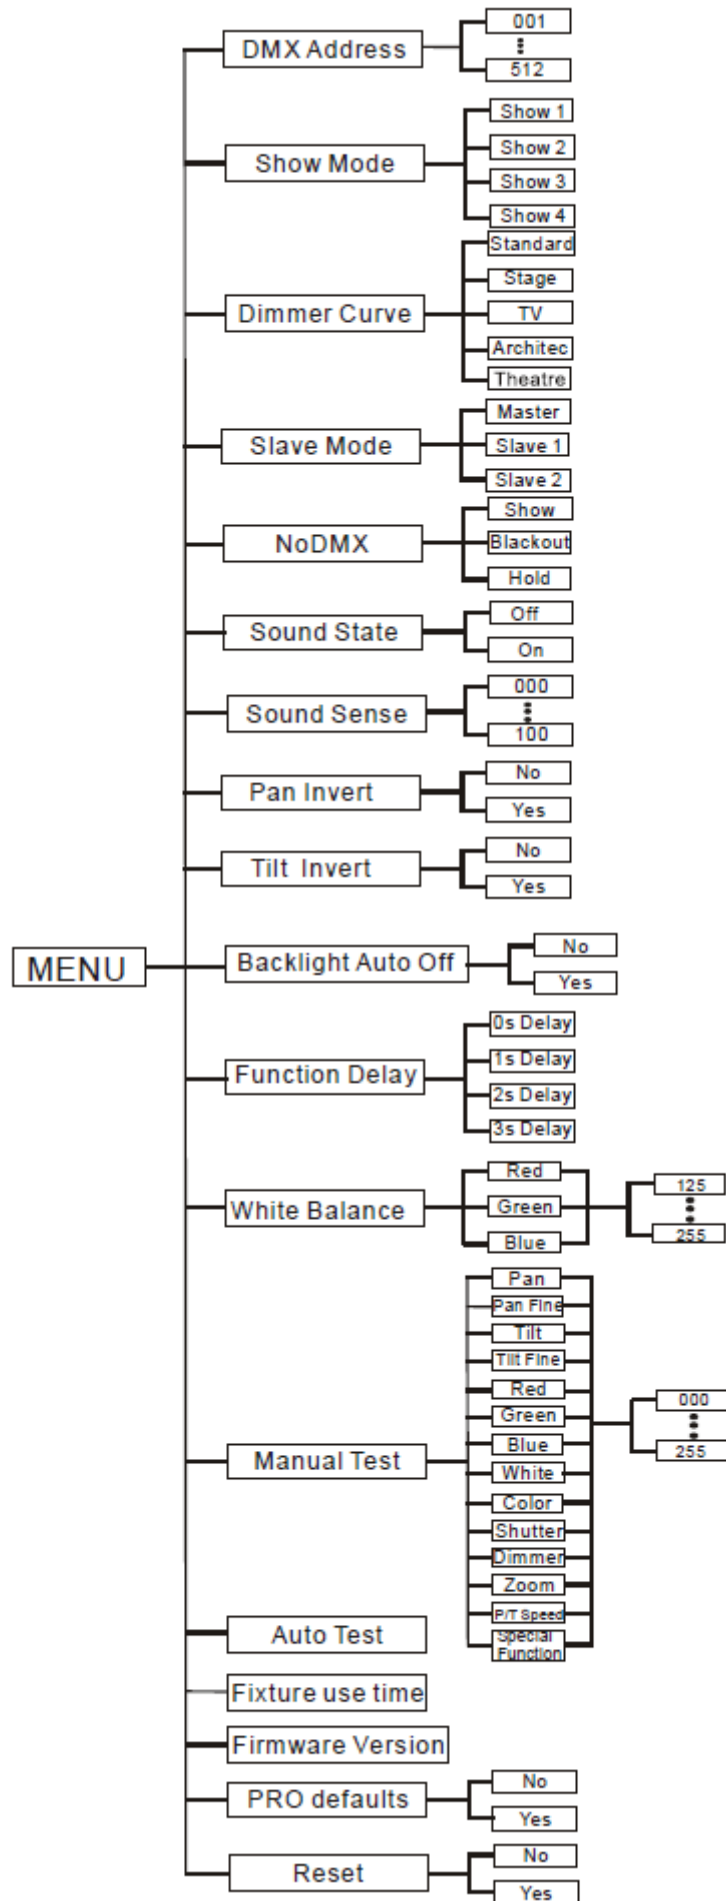 DMX Address
001
512
Show Mode
Show 1
Show 2
Show 3
Show 4
Dimmer Curve
Standard
Stage
TV
Architec
Theatre
Slave Mode
Master
Slave 1
Slave 2
NoDMX
Show
Blackout
Hold
Sound State
Off
On
Sound Sense
000
100
Pan Invert
No
Yes
Tilt Invert
No
Yes
MENU
Backlight Auto Off
No
Yes
Function Delay
0s Delay
1s Delay
2s Delay
3s Delay
White Balance
Red
Green
Blue
125
255
Manual Test
Pan
Pan Fine
Tilt
Tilt Fine
Red
Green
Blue
White
Color
Shutter
Dimmer
Zoom
P/T Speed
Special
Function
000
255
Auto Test
Fixture use time
Firmware Version
PRO defaults
No
Yes
Reset
No
Yes